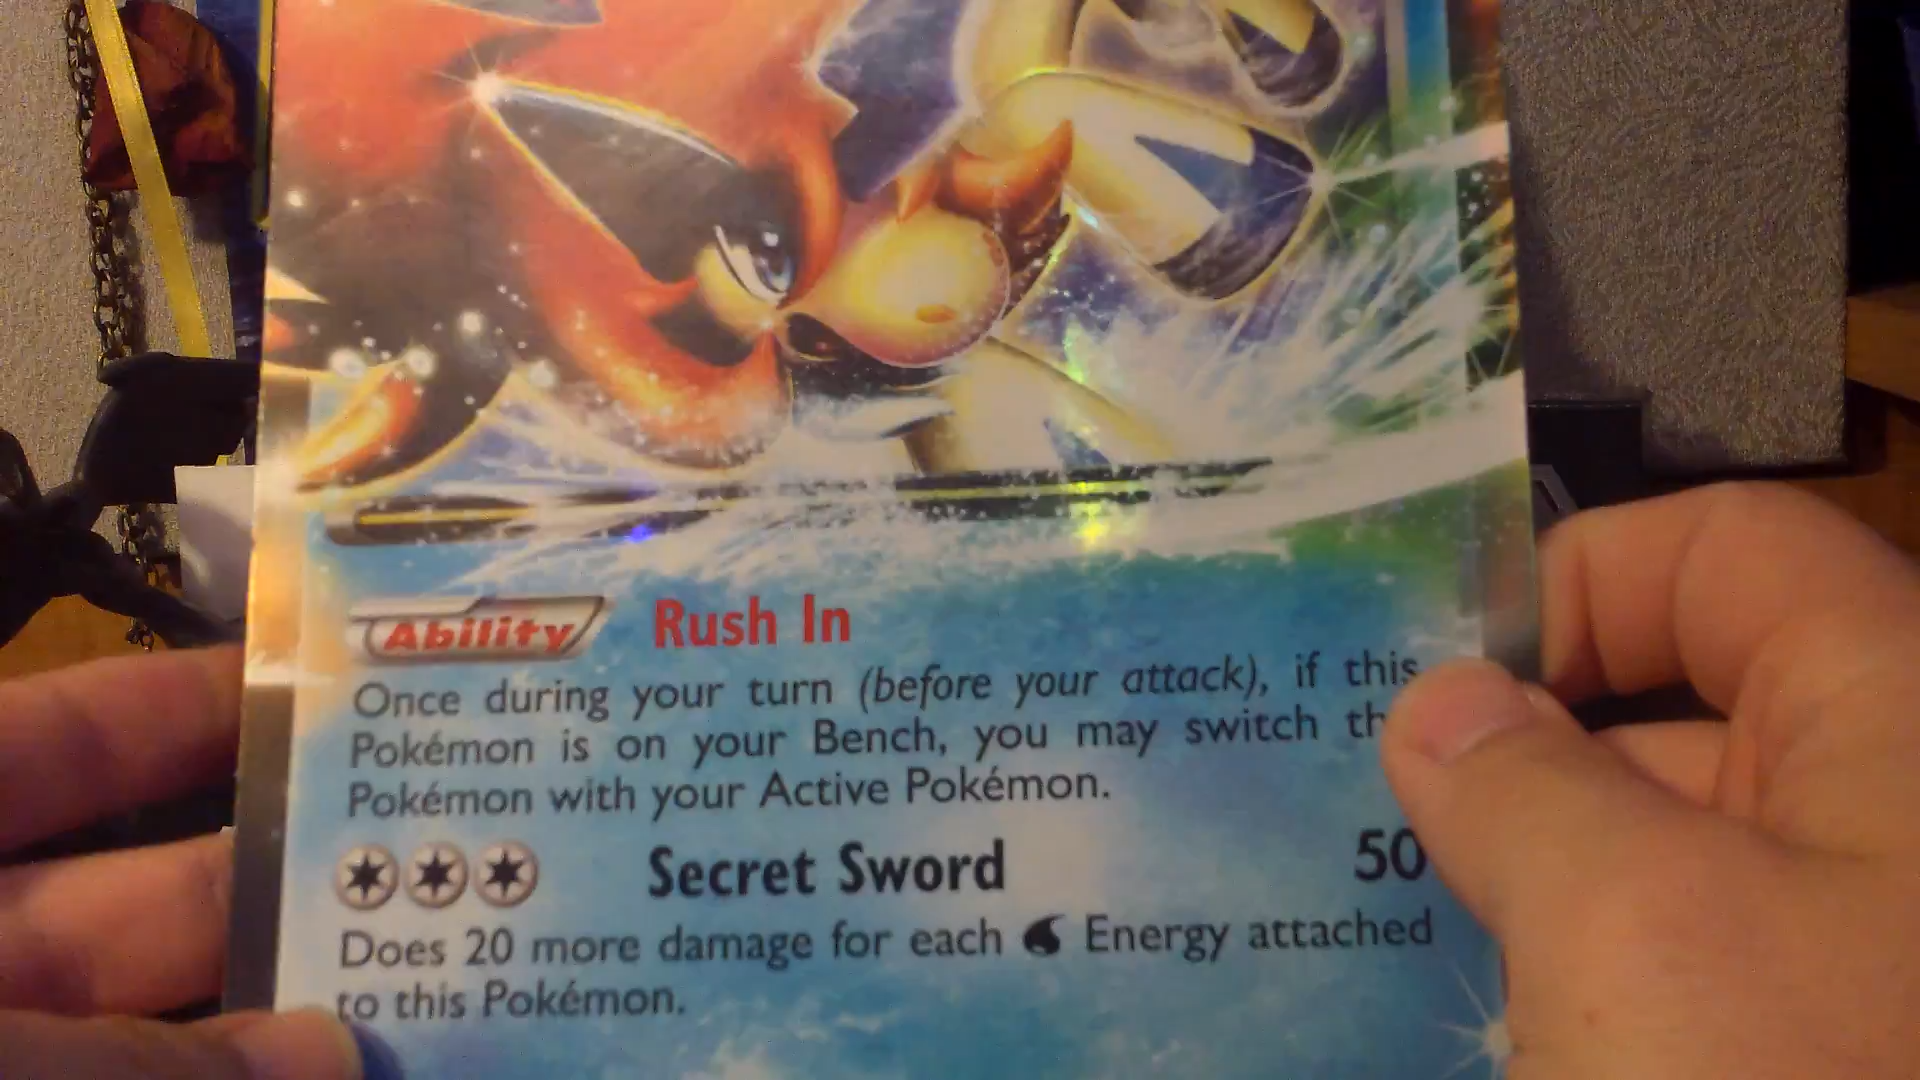 Ability Rush In
Once during your turn (before your attack), if this
Pokémon is on your Bench, you may switch
Pokémon with your Active Pokémon.
Secret Sword 50
Does 20 more damage for each Energy attached
to this Pokémon.